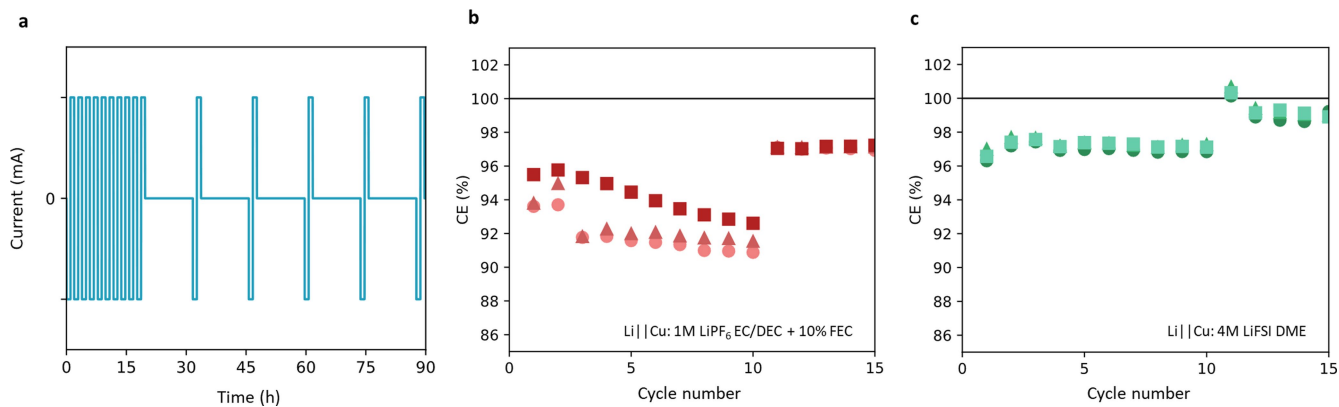 a
Current (mA)
0
0 15 30 45 60 75 90
Time (h)
b
CE (%)
102
100
98
96
94
92
90
88
86
Li||Cu: 1M LiPF₆ EC/DEC + 10% FEC
0 5 10 15
Cycle number
c
CE (%)
102
100
98
96
94
92
90
88
86
Li||Cu: 4M LiFSI DME
0 5 10 15
Cycle number